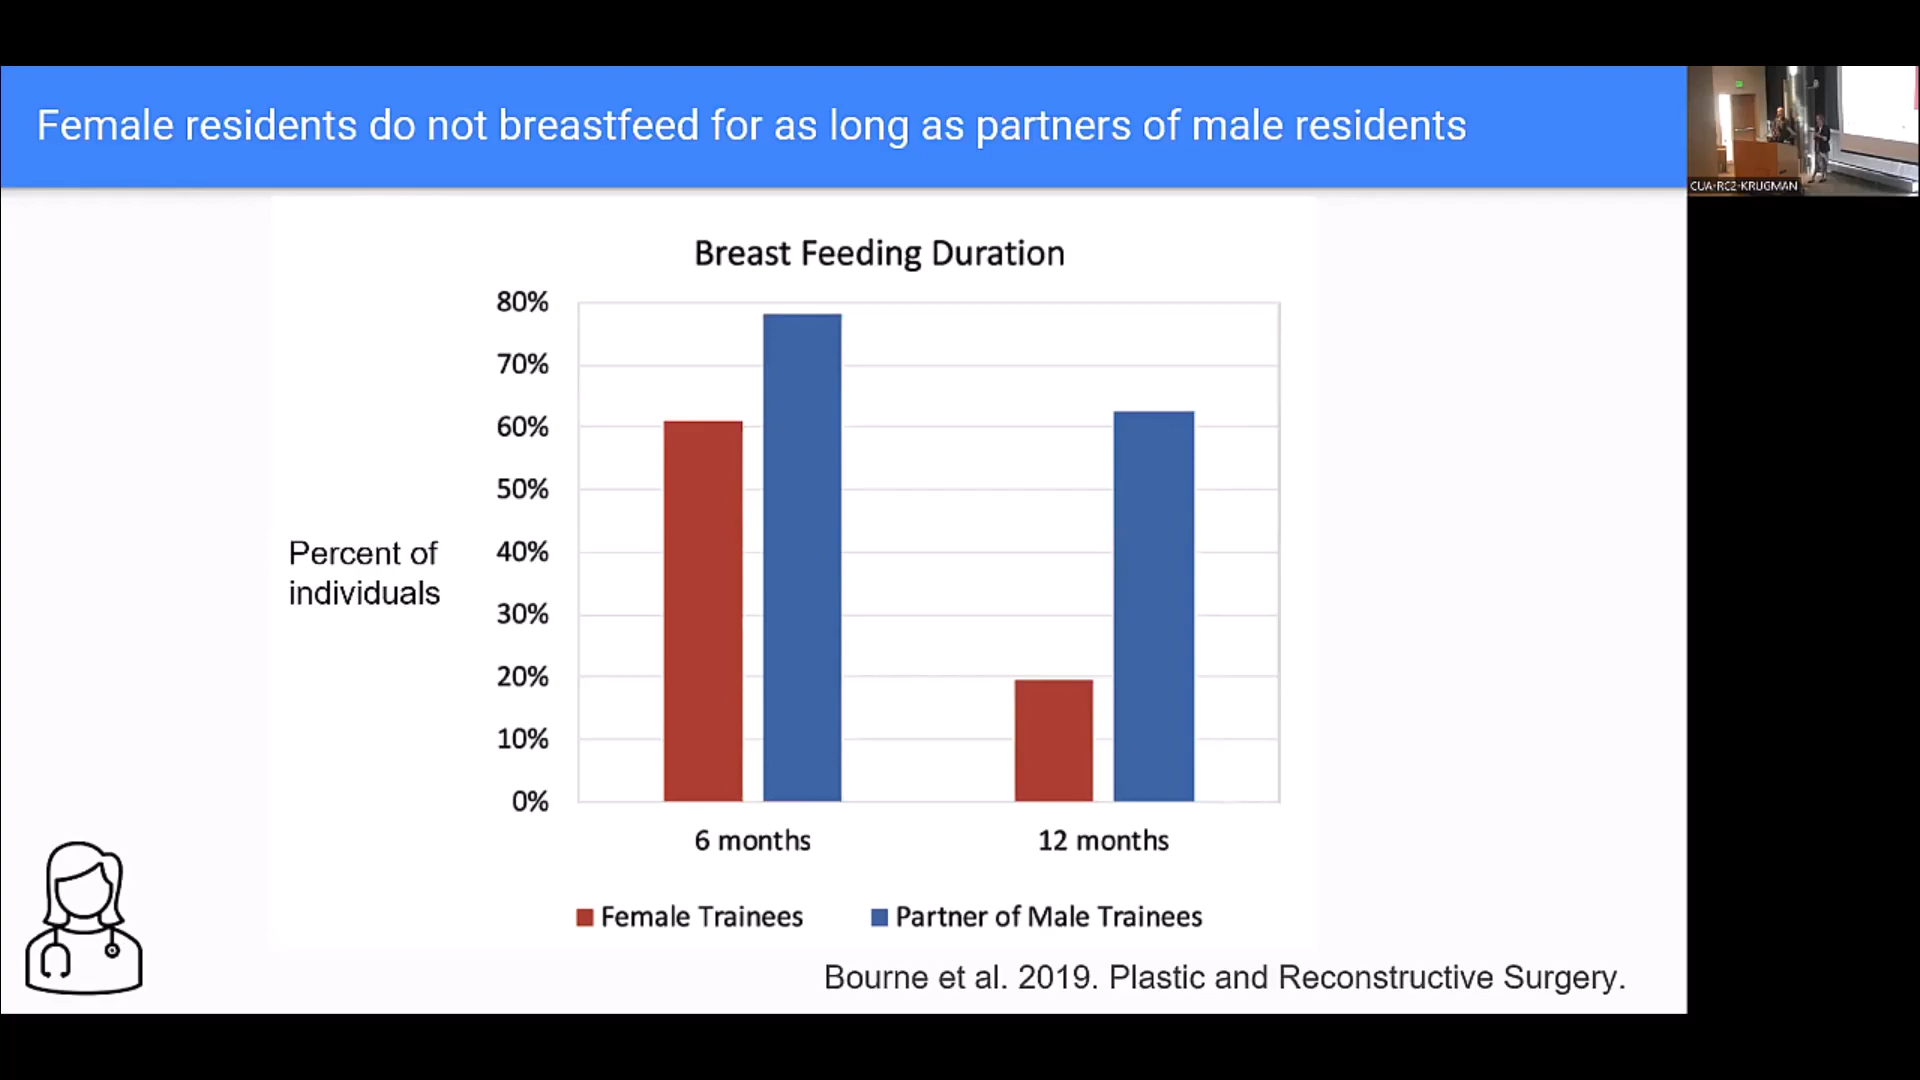 Female residents do not breastfeed for as long as partners of male residents
CUA-RC2-KRUGMAN
Breast Feeding Duration
80%
70%
60%
50%
40%
30%
20%
10%
0%
Percent of
individuals
6 months
12 months
Female Trainees
Partner of Male Trainees
Bourne et al. 2019. Plastic and Reconstructive Surgery.